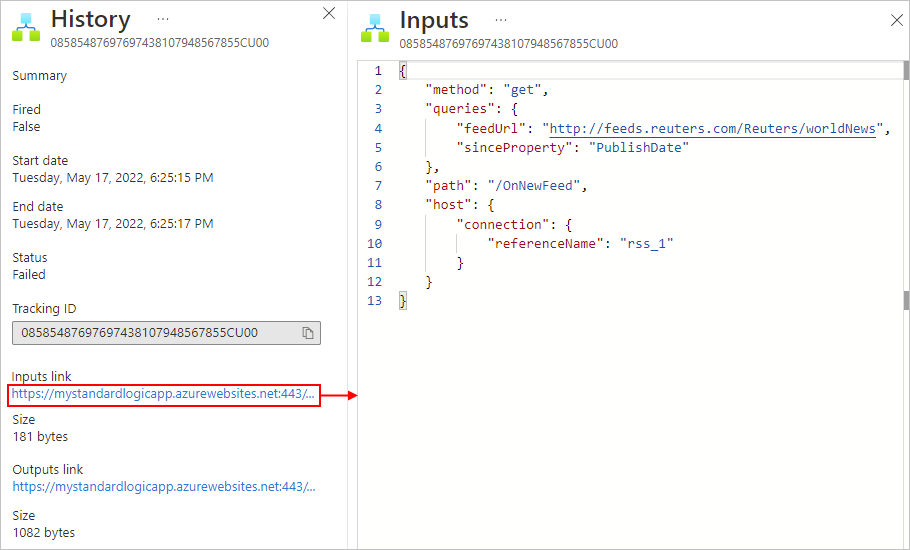 History ...
08585487697697438107948567855CU00
Summary
Fired
False
Start date
Tuesday, May 17, 2022, 6:25:15 PM
End date
Tuesday, May 17, 2022, 6:25:17 PM
Status
Failed
Tracking ID
08585487697697438107948567855CU00
Inputs link
https://mystandardlogicapp.azurewebsites.net:443/...
Size
181 bytes
Outputs link
https://mystandardlogicapp.azurewebsites.net:443/...
Size
1082 bytes
Inputs ...
08585487697697438107948567855CU00
1 {
2 "method": "get",
3 "queries": {
4 "feedUrl": "http://feeds.reuters.com/Reuters/worldNews",
5 "sinceProperty": "PublishDate"
6 },
7 "path": "/OnNewFeed",
8 "host": {
9 "connection": {
10 "referenceName": "rss_1"
11 }
12 }
13 }